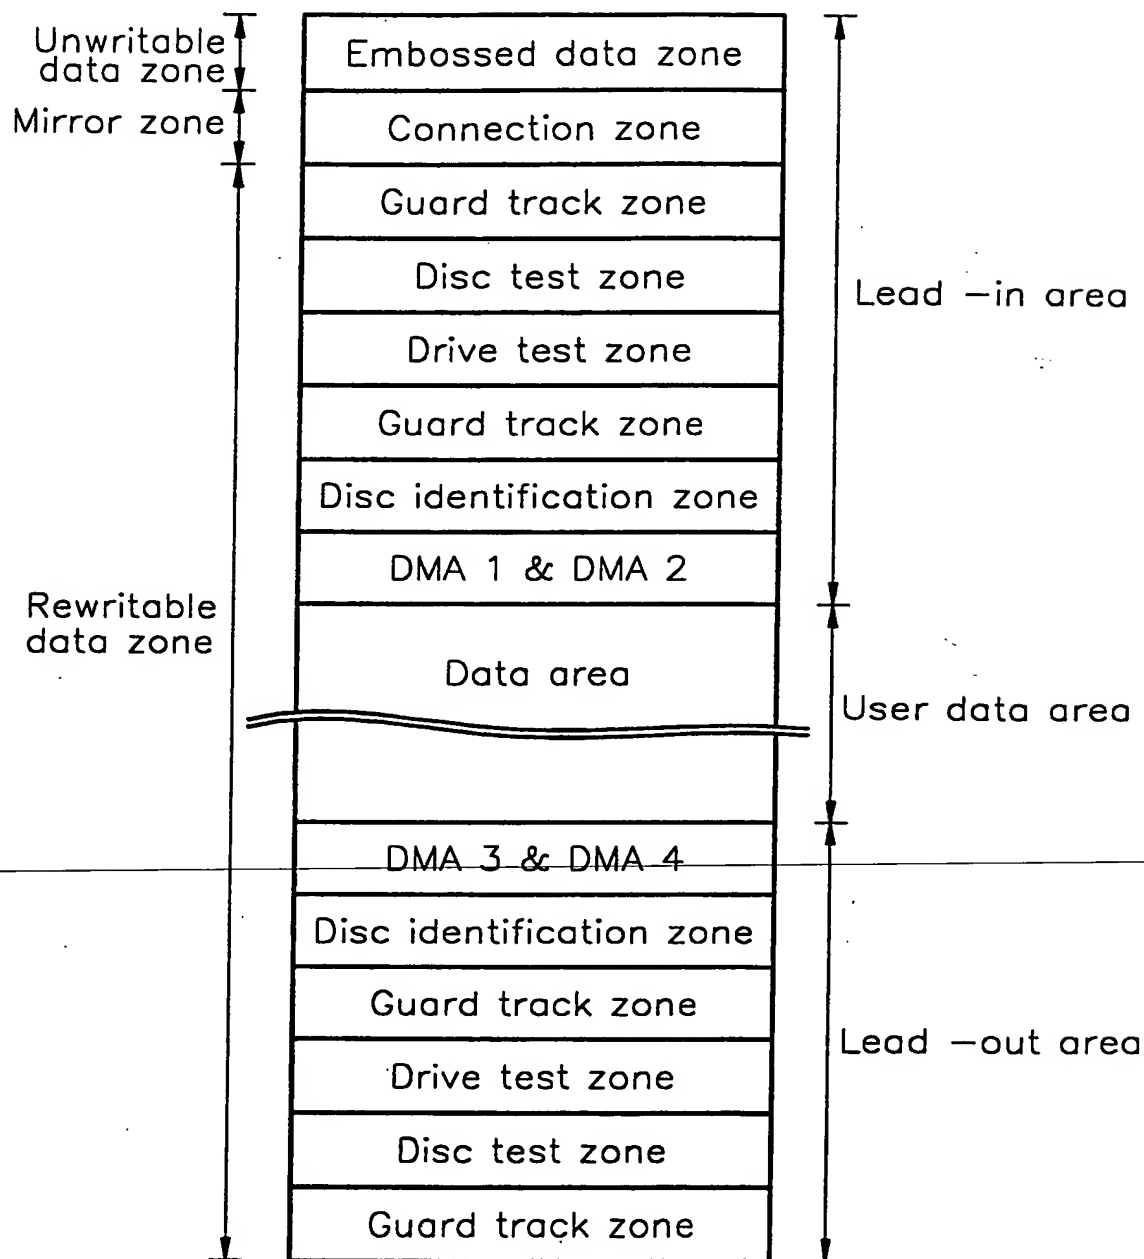 Unwritable
data zone
Mirror zone
Rewritable
data zone
Embossed data zone
Connection zone
Guard track zone
Disc test zone
Drive test zone
Guard track zone
Disc identification zone
DMA 1 & DMA 2
Data area
DMA 3 & DMA 4
Disc identification zone
Guard track zone
Drive test zone
Disc test zone
Guard track zone
Lead -in area
User data area
Lead -out area